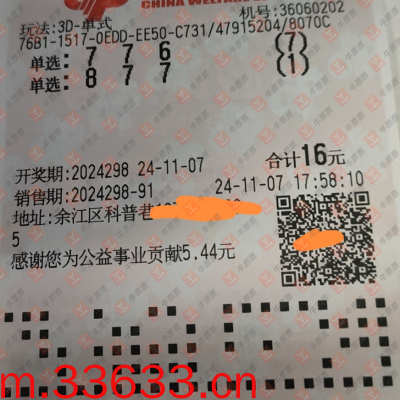 CHINA WELFARE
玩法:3D-单式
机号:36060202
76B1-1517-0EDD-EE50-C731/47915204/8070C
单选: 7 7 6 (7)
单选: 8 7 7 (1)
开奖期:2024298 24-11-07 合计16元
销售期:2024298-91 24-11-07 17:58:10
地址:余江区科普巷
5
感谢您为公益事业贡献5.44元
m.33633.cn